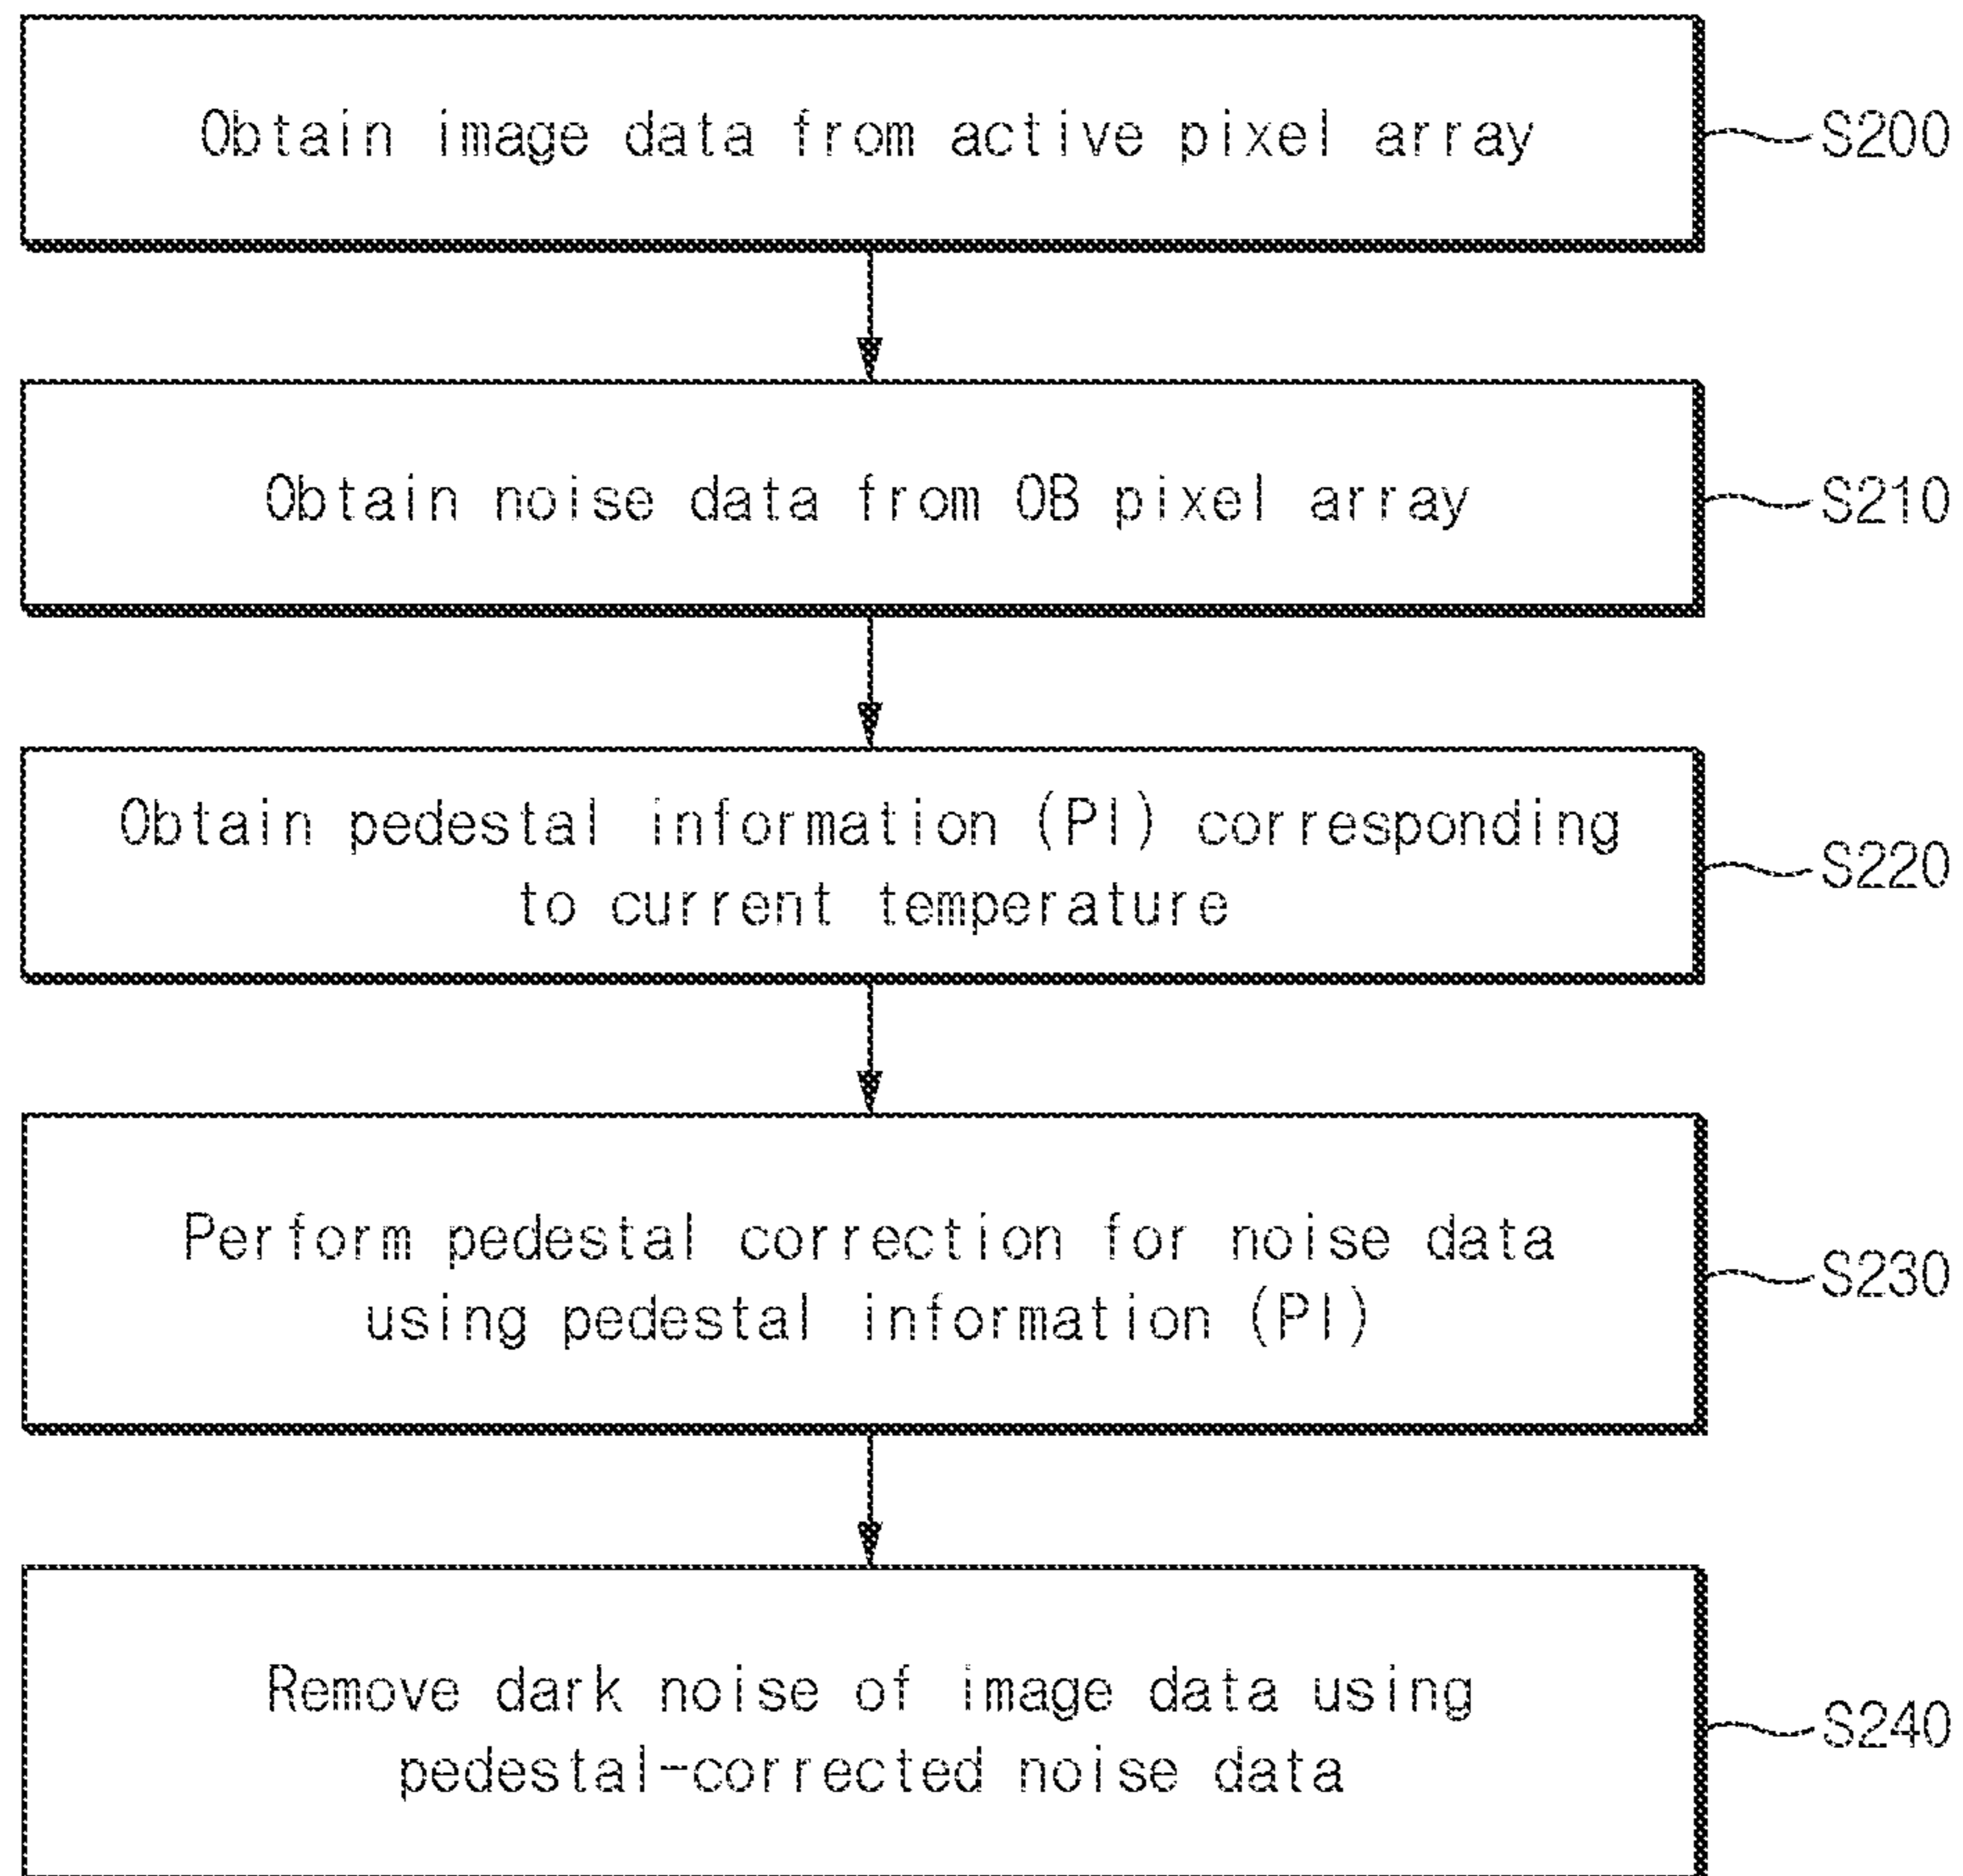 Obtain image data from active pixel array
S200
Obtain noise data from OB pixel array
S210
Obtain pedestal information (PI) corresponding
to current temperature
S220
Perform pedestal correction for noise data
using pedestal information (PI)
S230
Remove dark noise of image data using
pedestal-corrected noise data
S240